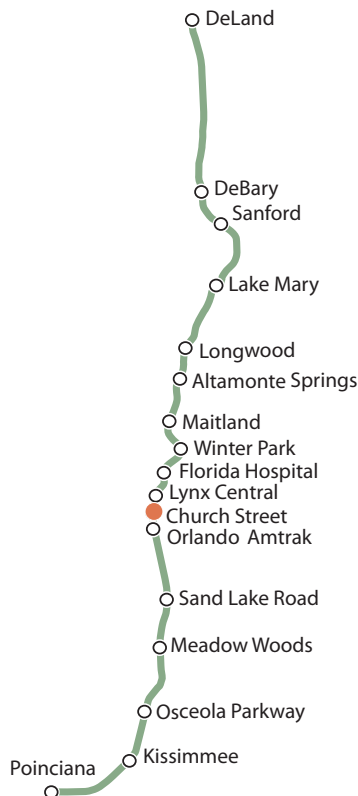 DeLand
DeBary
Sanford
Lake Mary
Longwood
Altamonte Springs
Maitland
Winter Park
Florida Hospital
Lynx Central
Church Street
Orlando Amtrak
Sand Lake Road
Meadow Woods
Osceola Parkway
Kissimmee
Poinciana